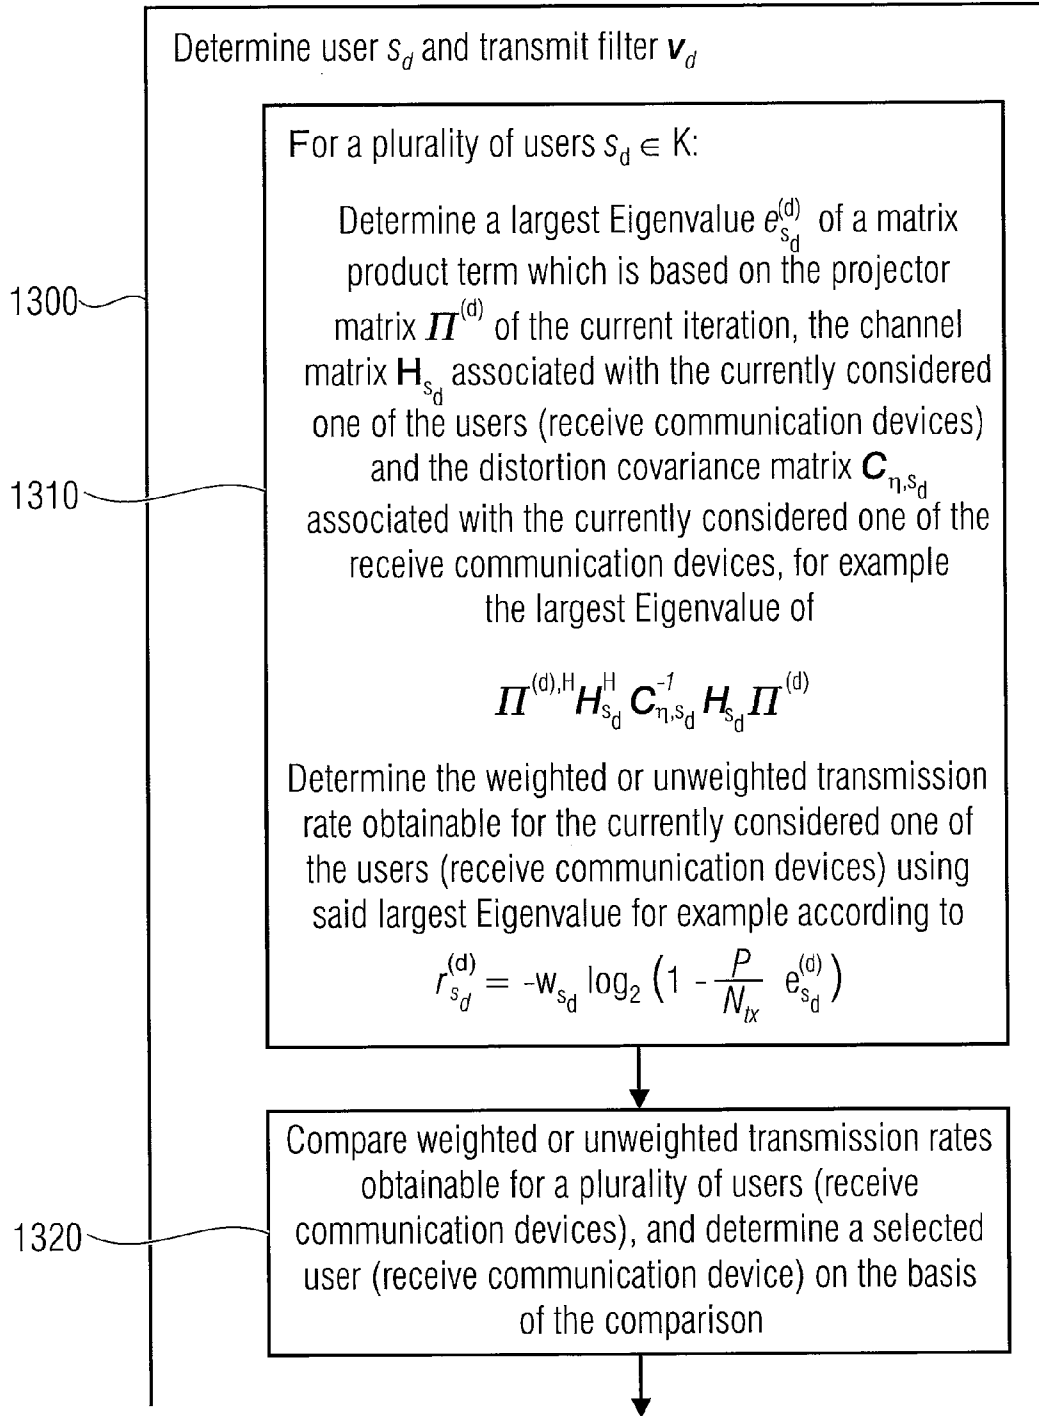 Determine user s_d and transmit filter v_d
For a plurality of users s_d ∈ K:
Determine a largest Eigenvalue e_{s_d}^{(d)} of a matrix
product term which is based on the projector
1300
matrix Π^{(d)} of the current iteration, the channel
matrix H_{s_d} associated with the currently considered
one of the users (receive communication devices)
and the distortion covariance matrix C_{η,s_d}
1310
associated with the currently considered one of the
receive communication devices, for example
the largest Eigenvalue of
Π^{(d),H} H_{s_d}^H C_{η,s_d}^{-1} H_{s_d} Π^{(d)}
Determine the weighted or unweighted transmission
rate obtainable for the currently considered one of
the users (receive communication devices) using
said largest Eigenvalue for example according to
r_{s_d}^{(d)} = -w_{s_d} log_2 (1 - P/N_{tx} e_{s_d}^{(d)})
Compare weighted or unweighted transmission rates
obtainable for a plurality of users (receive
1320
communication devices), and determine a selected
user (receive communication device) on the basis
of the comparison